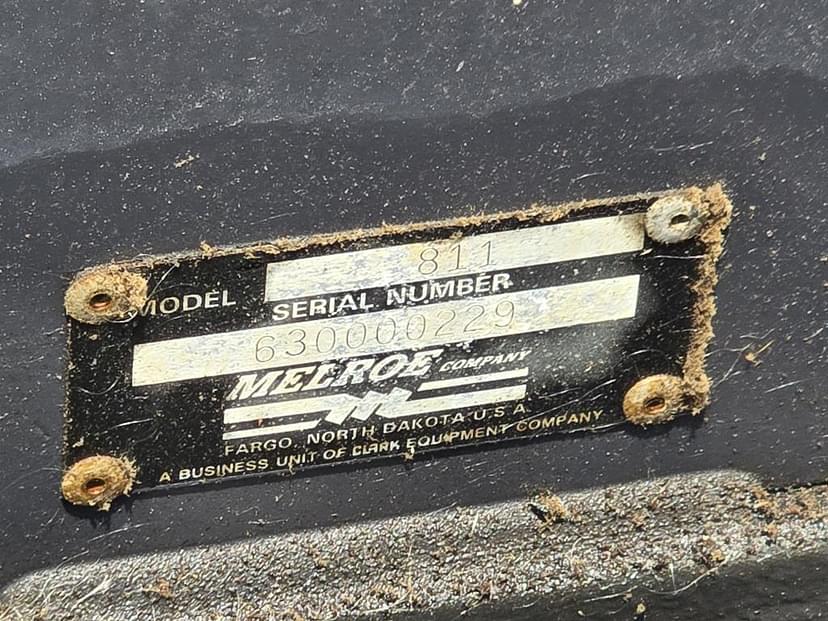 MODEL 811
SERIAL NUMBER
630000229
MELROE COMPANY
FARGO, NORTH DAKOTA U.S.A.
A BUSINESS UNIT OF CLARK EQUIPMENT COMPANY